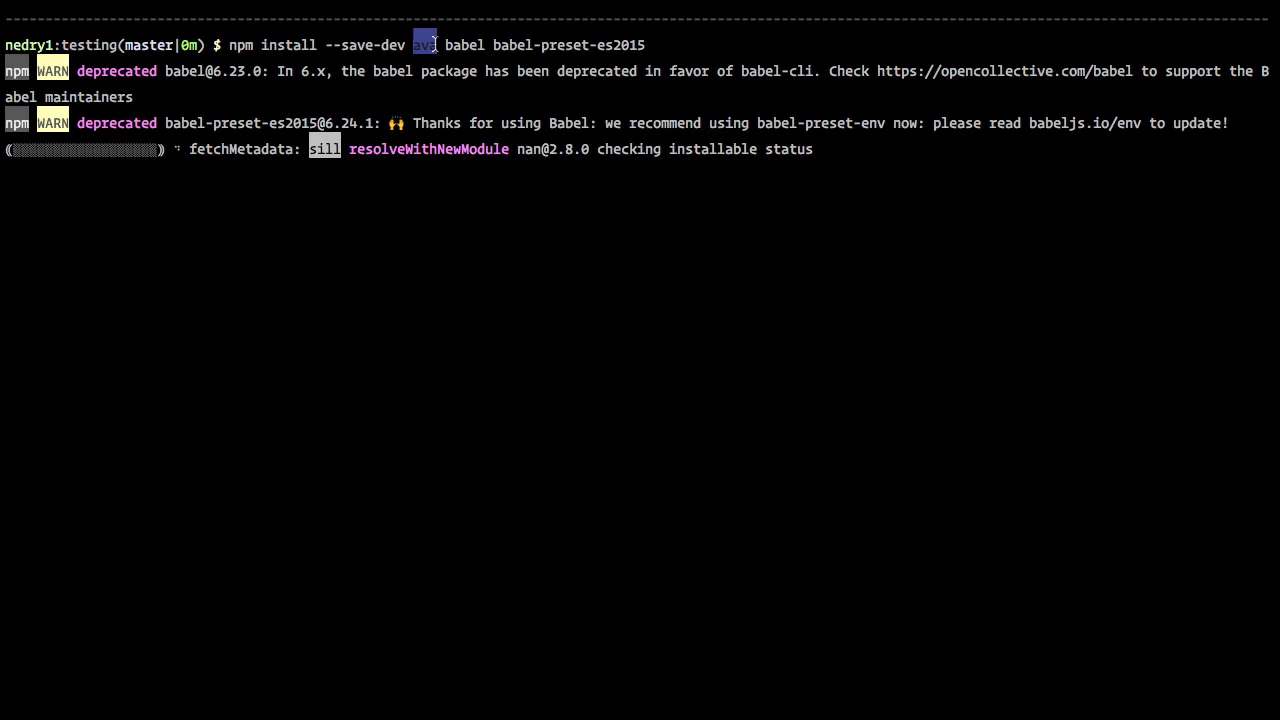 nedry1:testing(master|0m) $ npm install --save-dev ava babel babel-preset-es2015
npm WARN deprecated babel@6.23.0: In 6.x, the babel package has been deprecated in favor of babel-cli. Check https://opencollective.com/babel to support the B
abel maintainers
npm WARN deprecated babel-preset-es2015@6.24.1: 🙌 Thanks for using Babel: we recommend using babel-preset-env now: please read babeljs.io/env to update!
(░░░░░░░░░░░░░░░░░░) ⠙ fetchMetadata: sill resolveWithNewModule nan@2.8.0 checking installable status